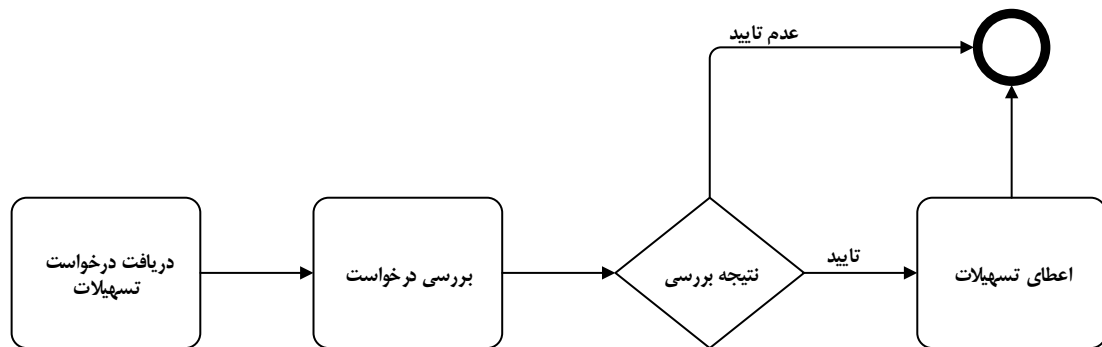 عدم تایید
دریافت درخواست
تسهیلات
بررسی درخواست
نتیجه بررسی
تایید
اعطای تسهیلات